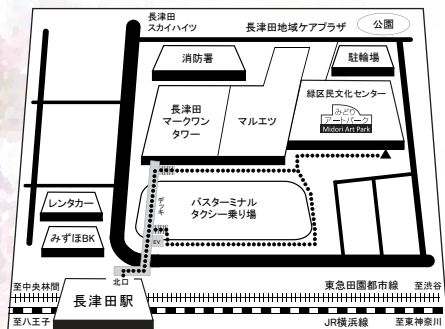 長津田
スカイハイツ
長津田地域ケアプラザ
公園
消防署
駐輪場
長津田
マークワン
タワー
マルエツ
緑区民文化センター
みどり
アートパーク
Midori Art Park
デッキ
バスターミナル
タクシー乗り場
レンタカー
みずほBK
EV
北口
至中央林間
東急田園都市線
至渋谷
長津田駅
至八王子
JR横浜線
至東神奈川